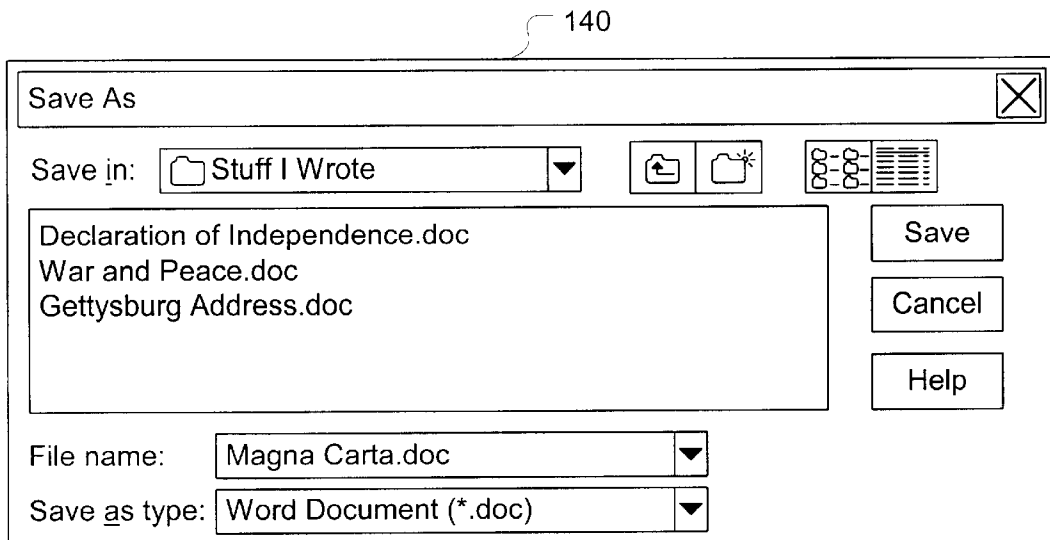 140
Save As
Save in: Stuff I Wrote
Declaration of Independence.doc
War and Peace.doc
Gettysburg Address.doc
Save
Cancel
Help
File name: Magna Carta.doc
Save as type: Word Document (*.doc)